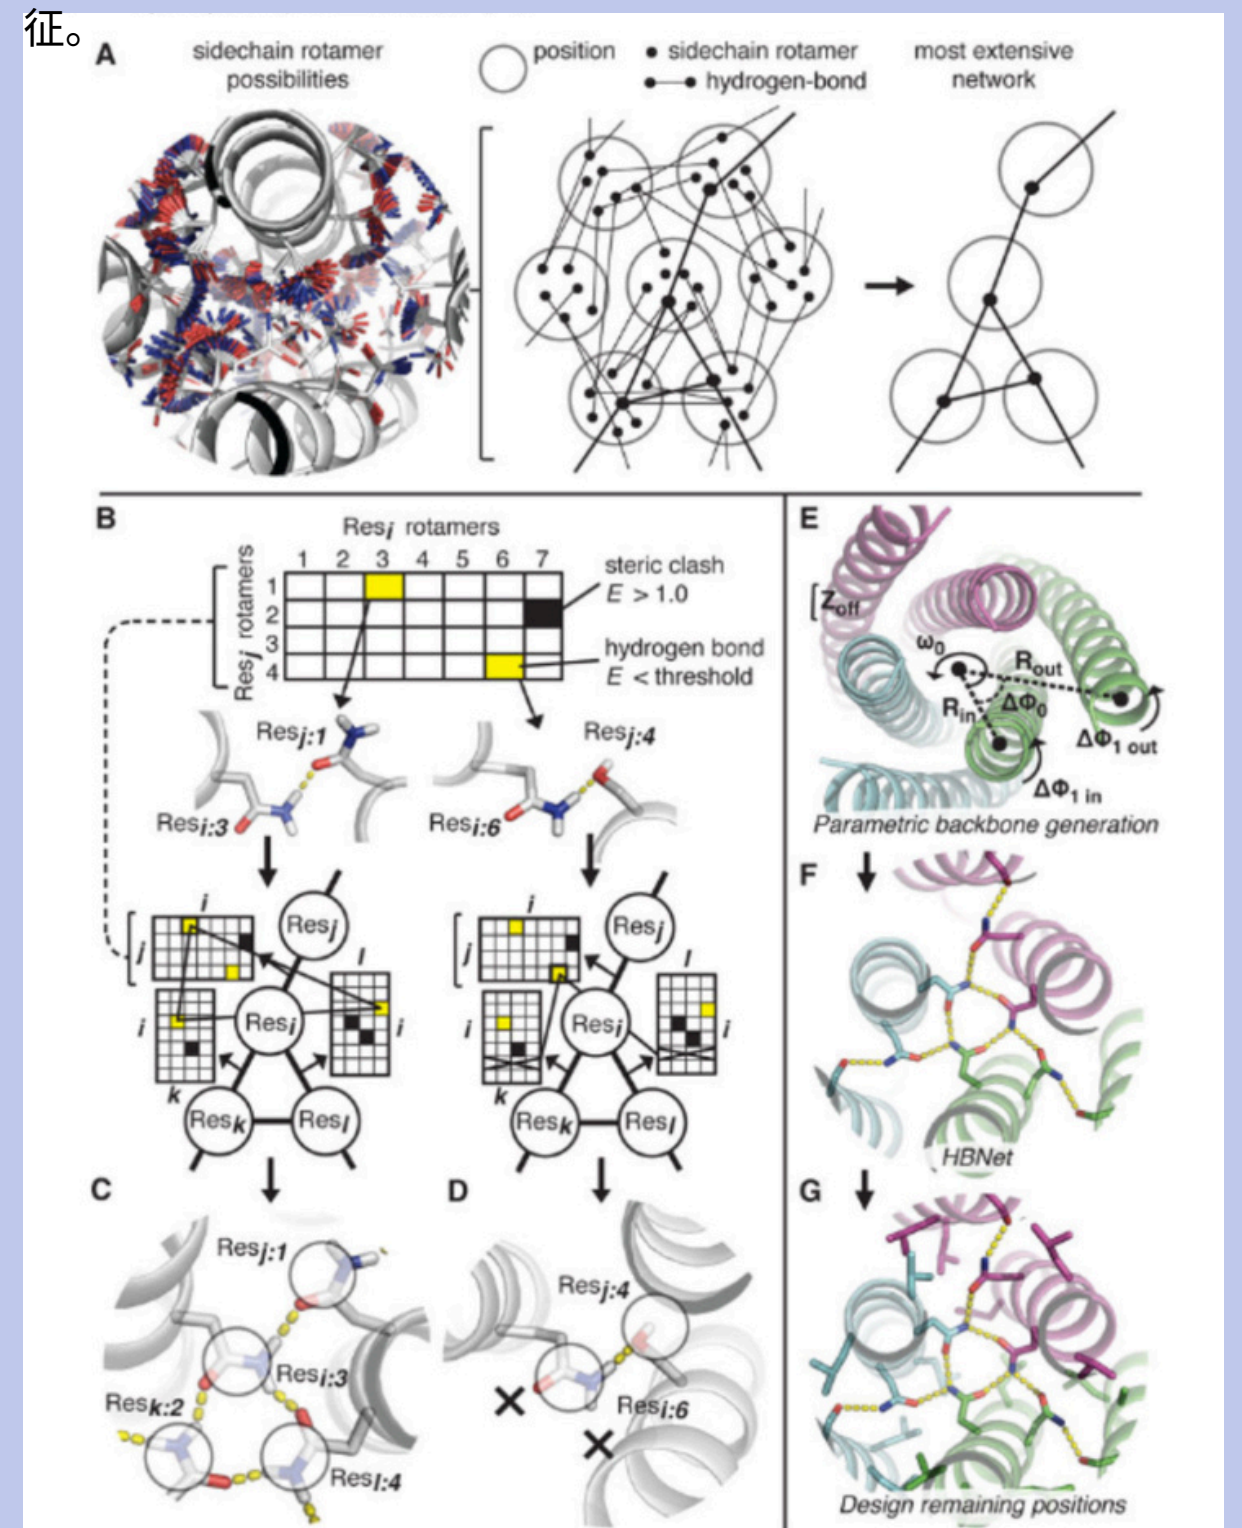 征。
A
sidechain rotamer
possibilities
position
sidechain rotamer
hydrogen-bond
most extensive
network
B
Resi rotamers
1 2 3 4 5 6 7
Resj rotamers
1
2
3
4
steric clash
E > 1.0
hydrogen bond
E < threshold
Resj:1
Resi:3
Resj:4
Resi:6
i
j
Resj
l
i
Resi
i
k
Resk
Resl
i
j
Resj
l
i
Resi
i
k
Resk
Resl
C
Resj:1
Resi:3
Resk:2
Resl:4
D
Resj:4
Resi:6
E
Zoff
ω0
Rout
Rin
ΔΦ0
ΔΦ1 out
ΔΦ1 in
Parametric backbone generation
F
HBNet
G
Design remaining positions